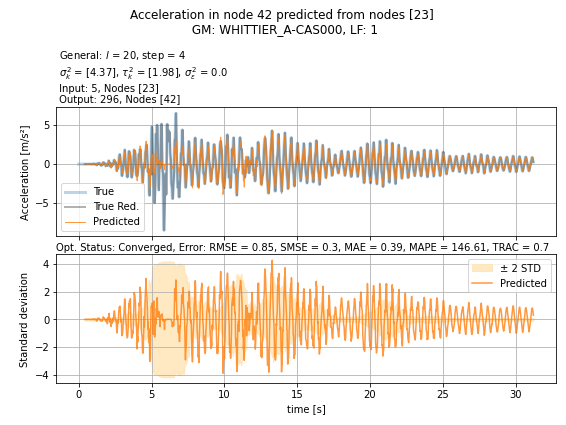 Acceleration in node 42 predicted from nodes [23]
GM: WHITTIER_A-CAS000, LF: 1
General: l = 20, step = 4
σ_k² = [4.37], τ_k² = [1.98], σ_ε² = 0.0
Input: 5, Nodes [23]
Output: 296, Nodes [42]
Acceleration [m/s²]
5
0
−5
True
True Red.
Predicted
Opt. Status: Converged, Error: RMSE = 0.85, SMSE = 0.3, MAE = 0.39, MAPE = 146.61, TRAC = 0.7
Standard deviation
4
2
0
−2
−4
± 2 STD
Predicted
0 5 10 15 20 25 30
time [s]